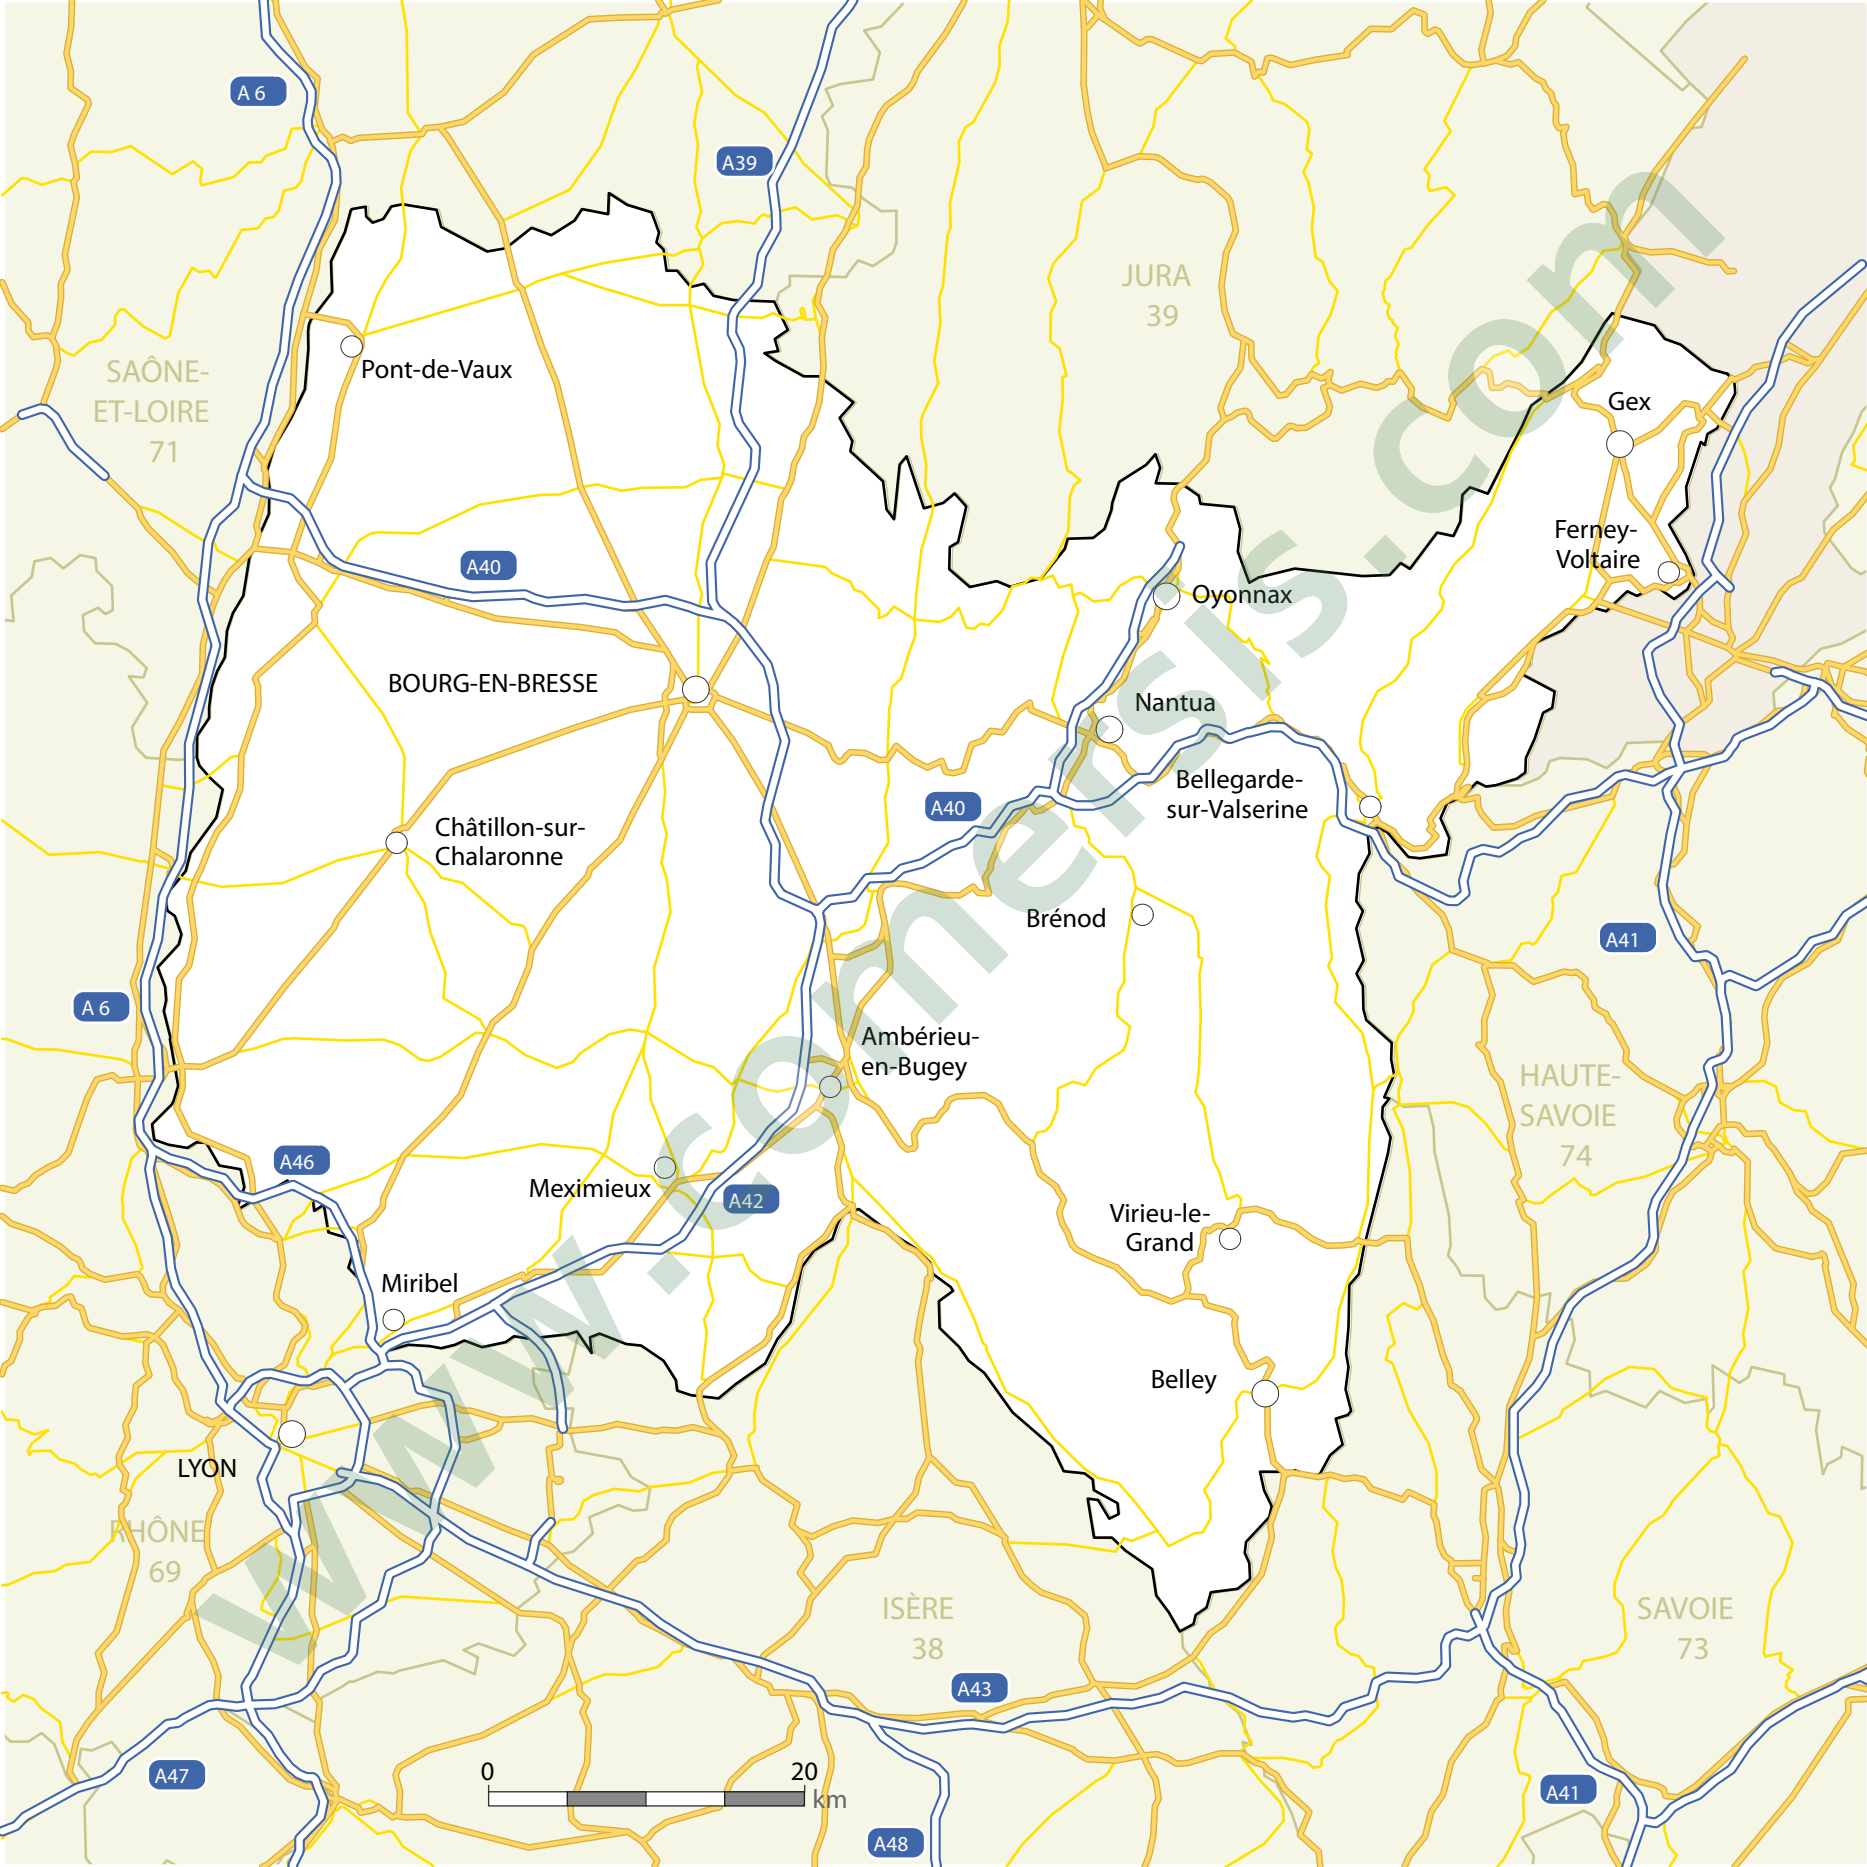 A 6
A39
JURA
39
SAÔNE-
ET-LOIRE
71
Pont-de-Vaux
Gex
Ferney-
Voltaire
A40
Oyonnax
BOURG-EN-BRESSE
Nantua
Bellegarde-
sur-Valserine
A40
Châtillon-sur-
Chalaronne
Brénod
A41
A 6
Ambérieu-
en-Bugey
HAUTE-
SAVOIE
74
A46
Meximieux
A42
Virieu-le-
Grand
Miribel
Belley
LYON
RHÔNE
69
ISÈRE
38
SAVOIE
73
A43
A47
0
20
km
A41
A48
www.comersis.com